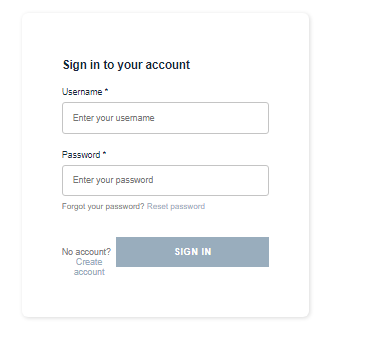 Sign in to your account
Username *
Enter your username
Password *
Enter your password
Forgot your password? Reset password
No account?
Create
account
SIGN IN